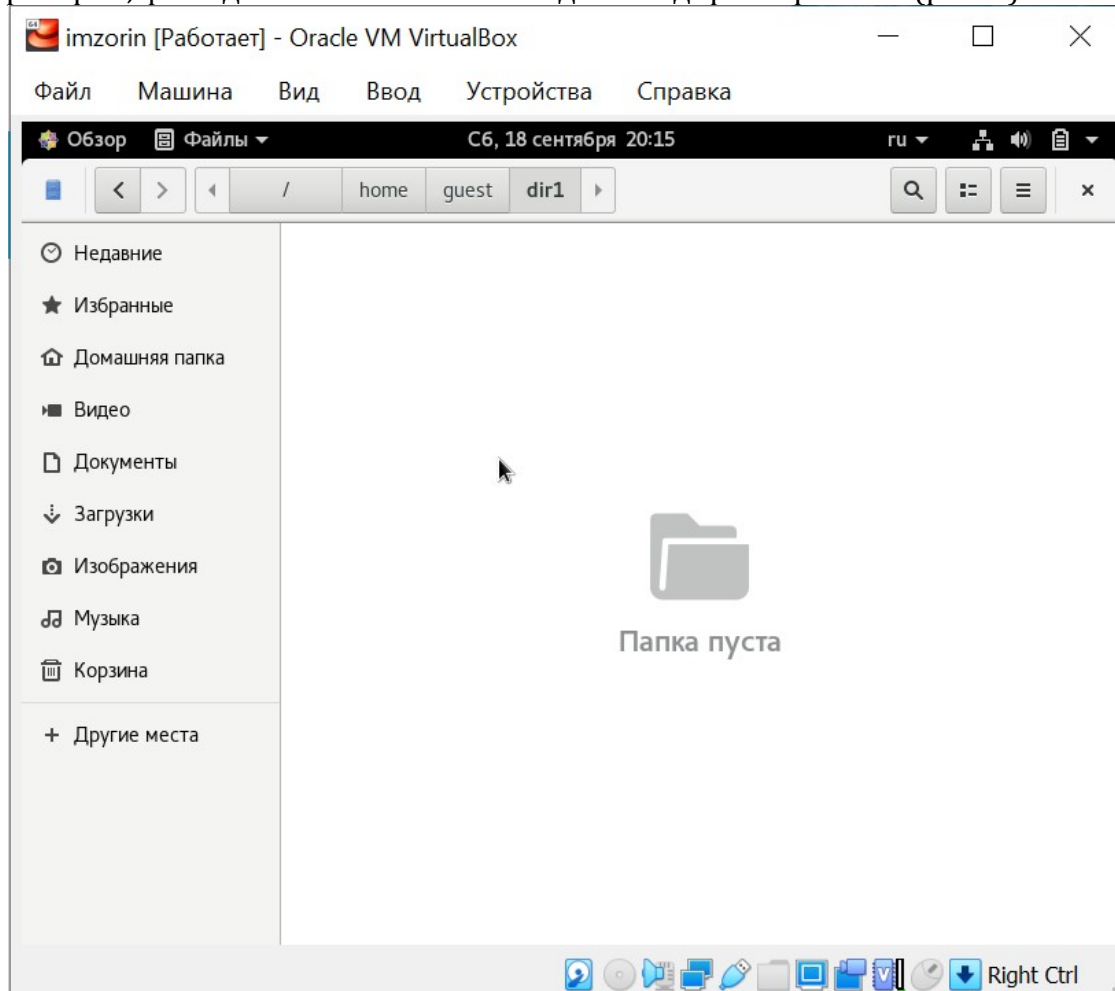 imzorin [Работает] - Oracle VM VirtualBox
Файл Машина Вид Ввод Устройства Справка
Обзор Файлы Сб, 18 сентября 20:15 ru
/ home guest dir1
Недавние
Избранные
Домашняя папка
Видео
Документы
Загрузки
Изображения
Музыка
Корзина
Другие места
Папка пуста
Right Ctrl